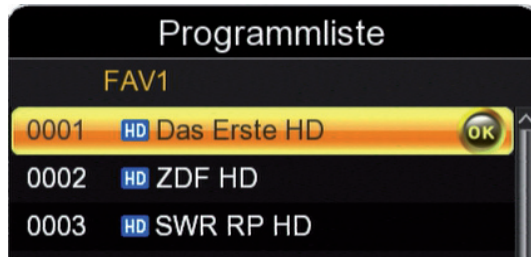 Programmliste
FAV1
0001 HD Das Erste HD OK
0002 HD ZDF HD
0003 HD SWR RP HD